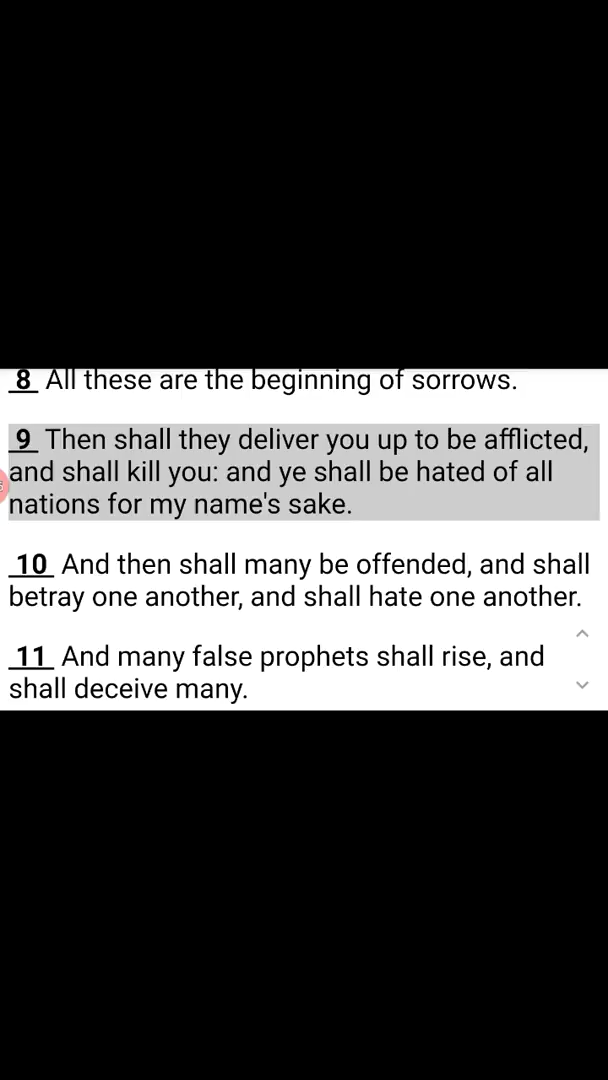 8 All these are the beginning of sorrows.
9 Then shall they deliver you up to be afflicted,
and shall kill you: and ye shall be hated of all
nations for my name's sake.
10 And then shall many be offended, and shall
betray one another, and shall hate one another.
11 And many false prophets shall rise, and
shall deceive many.